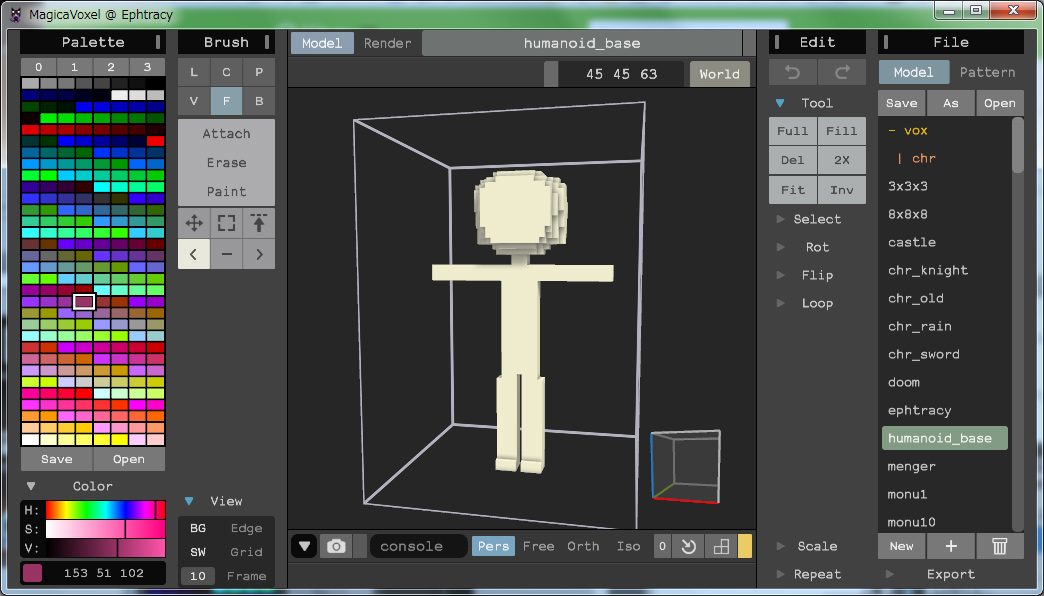 MagicaVoxel @ Ephtracy
Palette
0 1 2 3
Save Open
Color
H:
S:
V:
153 51 102
Brush
L C P
V F B
Attach
Erase
Paint
View
BG Edge
SW Grid
10 Frame
Model Render humanoid_base
45 45 63 World
console Pers Free Orth Iso 0
Edit
Tool
Full Fill
Del 2X
Fit Inv
Select
Rot
Flip
Loop
Scale
Repeat
File
Model Pattern
Save As Open
- vox
| chr
3x3x3
8x8x8
castle
chr_knight
chr_old
chr_rain
chr_sword
doom
ephtracy
humanoid_base
menger
monu1
monu10
New +
Export